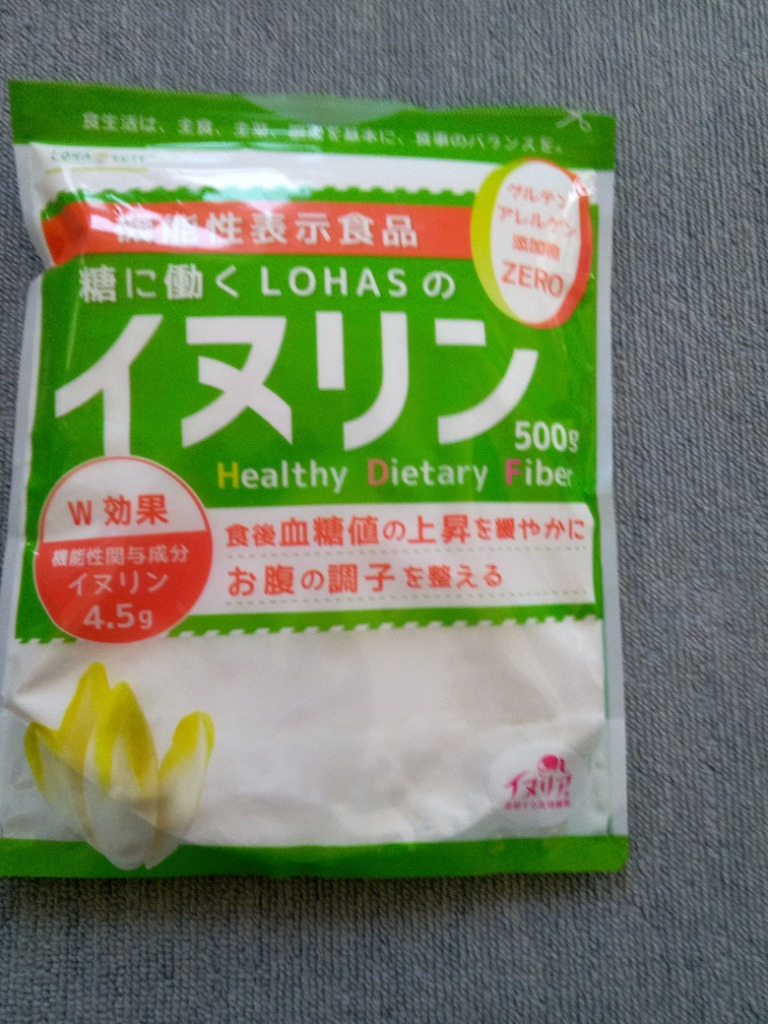 食生活は、主食、主菜、副菜を基本に、食事のバランスを。
機能性表示食品
グルテン
アレルゲン
添加物
ZERO
糖に働くLOHASの
イヌリン
500g
Healthy Dietary Fiber
W効果
機能性関与成分
イヌリン
4.5g
食後血糖値の上昇を緩やかに
お腹の調子を整える
イヌリア